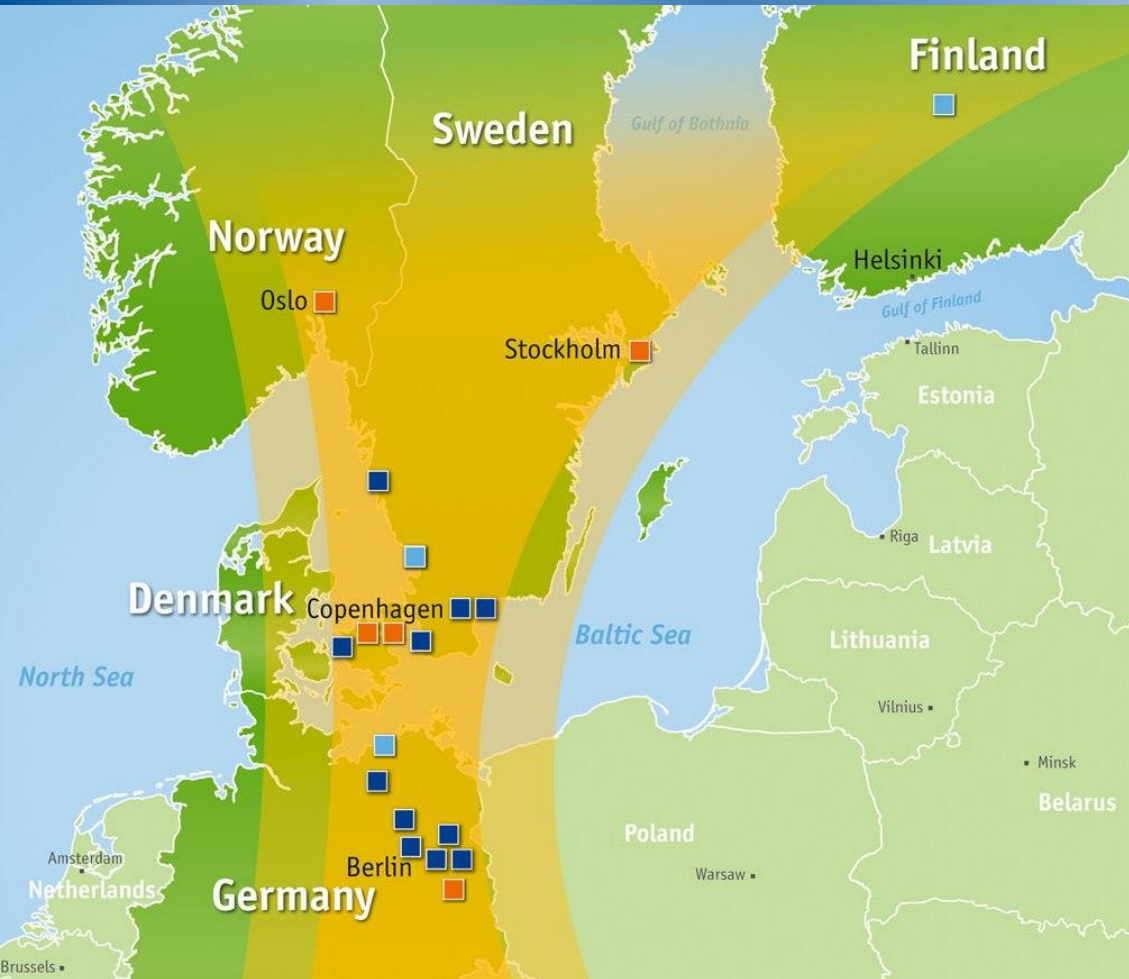 Finland
Gulf of Bothnia
Sweden
Norway
Helsinki
Oslo
Gulf of Finland
Stockholm
Tallinn
Estonia
Riga
Latvia
Denmark
Copenhagen
Baltic Sea
Lithuania
North Sea
Vilnius
Minsk
Belarus
Poland
Amsterdam
Berlin
Warsaw
Netherlands
Germany
Brussels